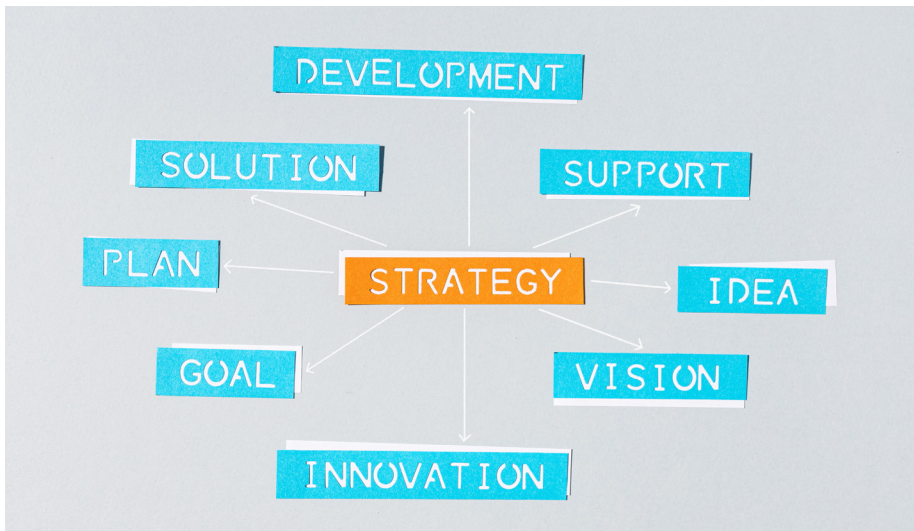 DEVELOPMENT
SOLUTION
SUPPORT
PLAN
STRATEGY
IDEA
GOAL
VISION
INNOVATION